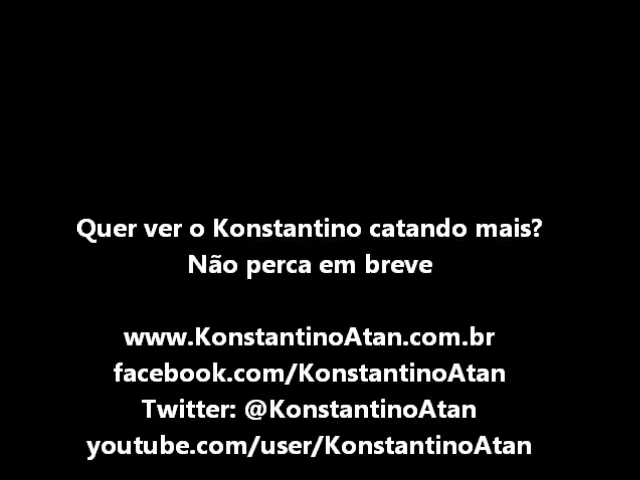 Quer ver o Konstantino catando mais?
Não perca em breve
www.KonstantinoAtan.com.br
facebook.com/KonstantinoAtan
Twitter: @KonstantinoAtan
youtube.com/user/KonstantinoAtan